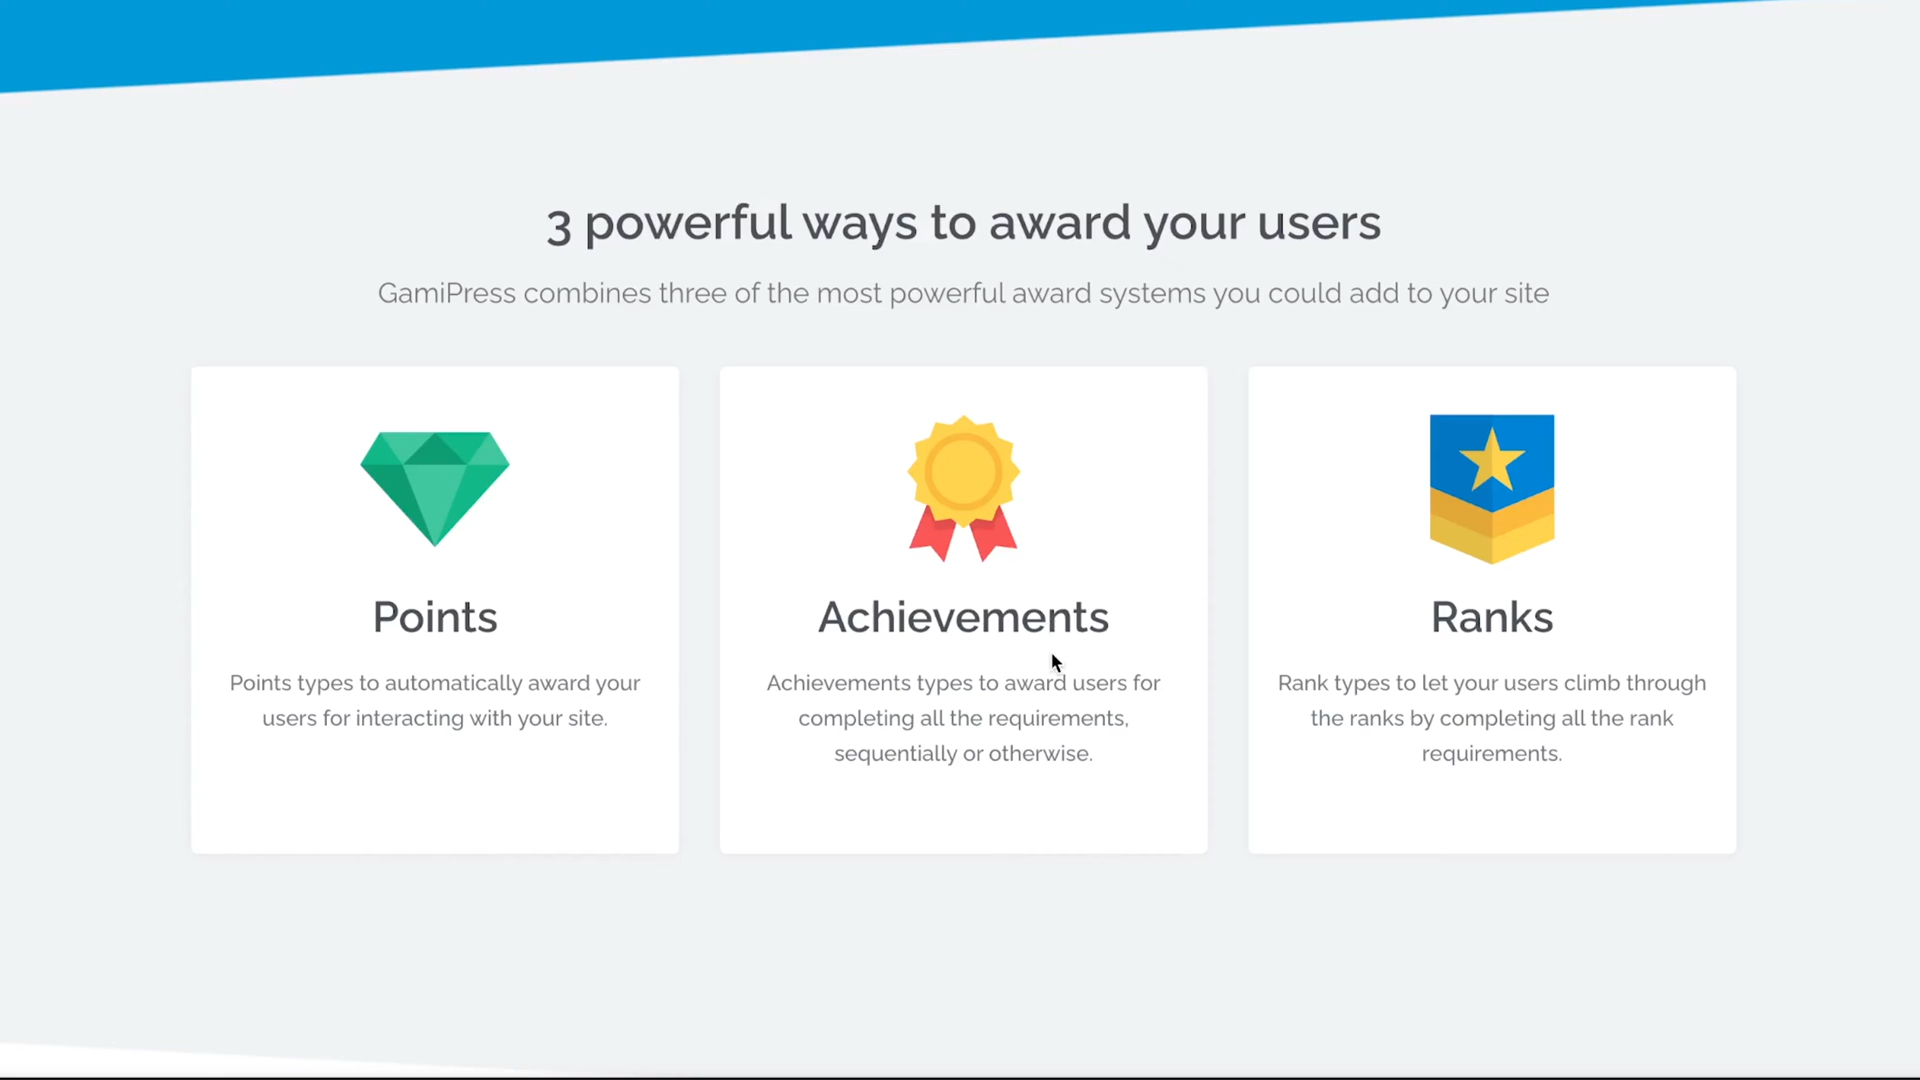 3 powerful ways to award your users
GamiPress combines three of the most powerful award systems you could add to your site
Points
Points types to automatically award your
users for interacting with your site.
Achievements
Achievements types to award users for
completing all the requirements,
sequentially or otherwise.
Ranks
Rank types to let your users climb through
the ranks by completing all the rank
requirements.